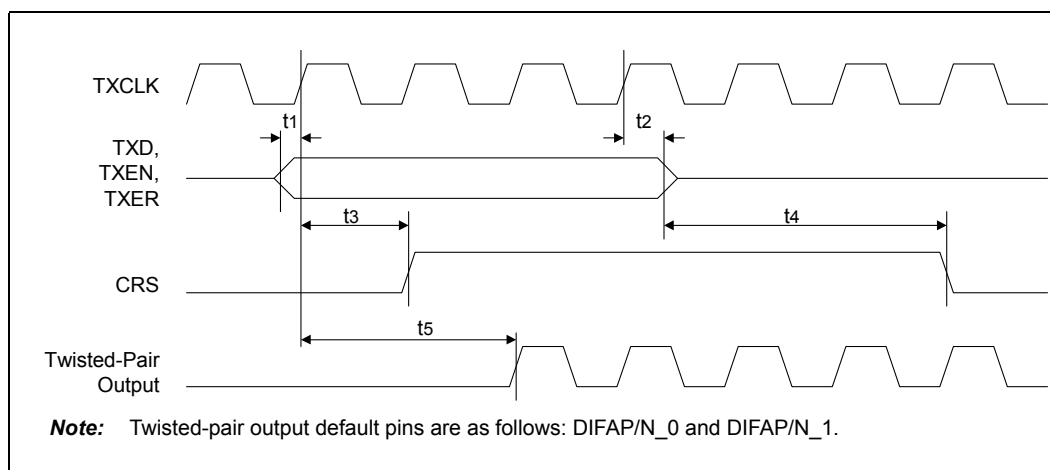 TXCLK
t1
t2
TXD,
TXEN,
TXER
t3
t4
CRS
t5
Twisted-Pair
Output
Note: Twisted-pair output default pins are as follows: DIFAP/N_0 and DIFAP/N_1.